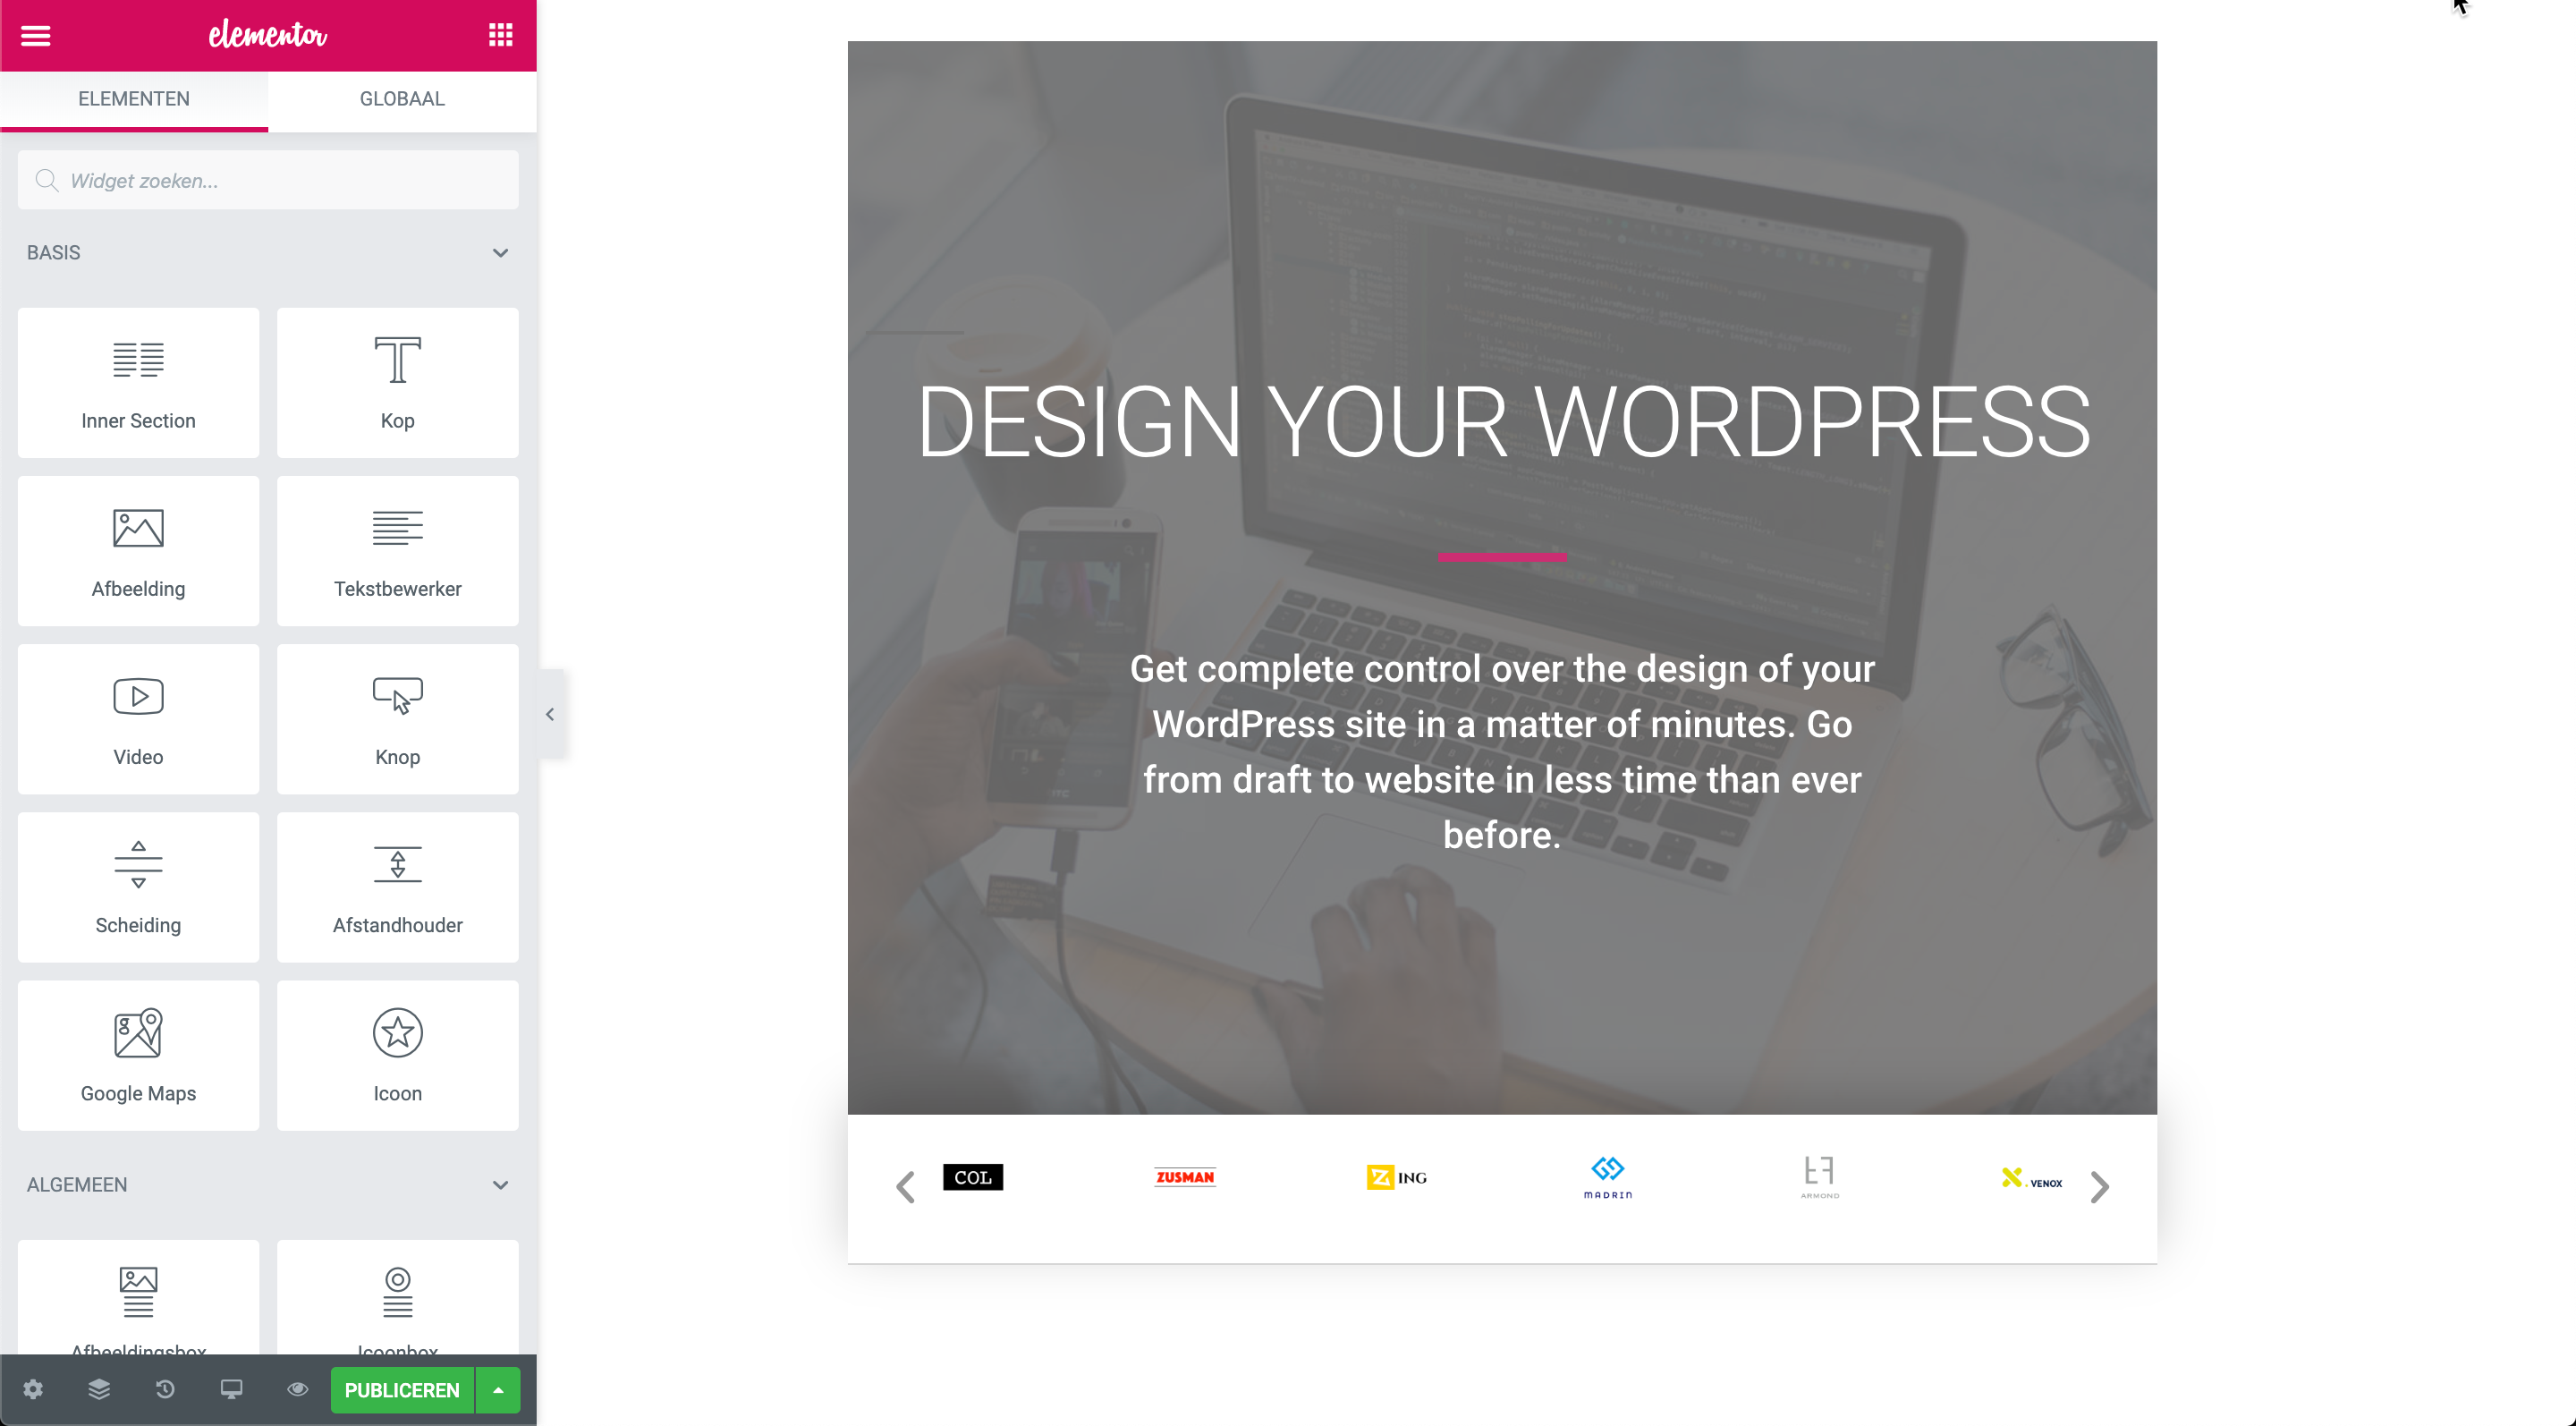 elementor
ELEMENTEN
GLOBAAL
Widget zoeken...
BASIS
Inner Section
Kop
Afbeelding
Tekstbewerker
Video
Knop
Scheiding
Afstandhouder
Google Maps
Icoon
ALGEMEEN
Afbeeldingsbox
Icoonbox
PUBLICEREN
DESIGN YOUR WORDPRESS
Get complete control over the design of your
WordPress site in a matter of minutes. Go
from draft to website in less time than ever
before.
COL
ZUSMAN
Z ING
MADRIN
ARMOND
X. VENOX